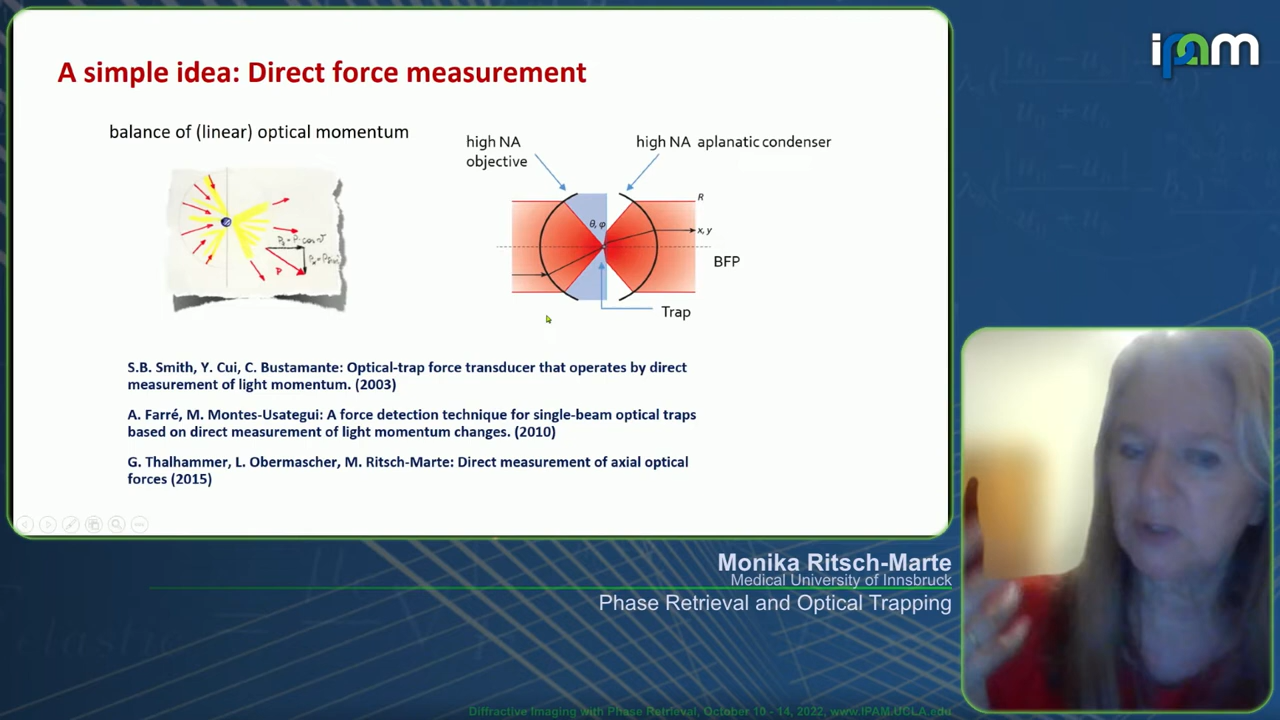 A simple idea: Direct force measurement
balance of (linear) optical momentum
high NA
objective
high NA aplanatic condenser
R
θ, φ
x, y
BFP
Trap
P
S.B. Smith, Y. Cui, C. Bustamante: Optical-trap force transducer that operates by direct
measurement of light momentum. (2003)
A. Farré, M. Montes-Usategui: A force detection technique for single-beam optical traps
based on direct measurement of light momentum changes. (2010)
G. Thalhammer, L. Obermascher, M. Ritsch-Marte: Direct measurement of axial optical
forces (2015)
ipam
Monika Ritsch-Marte
Medical University of Innsbruck
Phase Retrieval and Optical Trapping
Diffractive Imaging with Phase Retrieval, October 10 - 14, 2022, www.IPAM.UCLA.edu